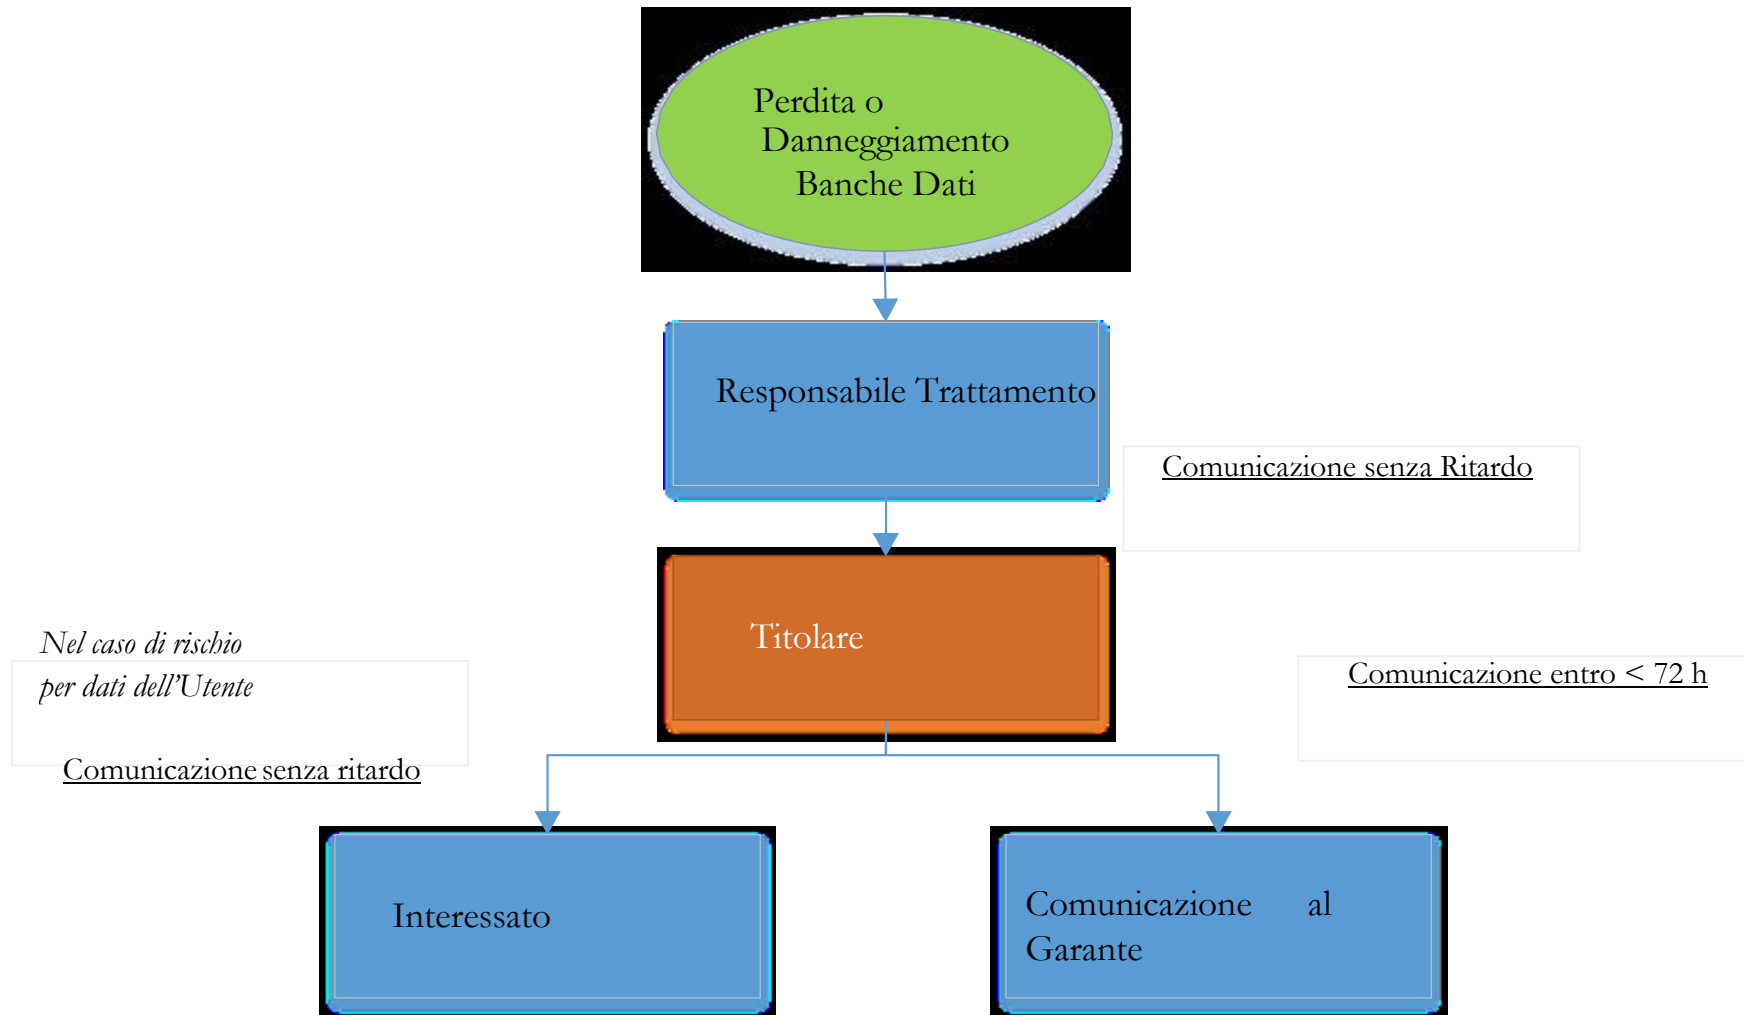 Perdita o
Danneggiamento
Banche Dati
Responsabile Trattamento
Comunicazione senza Ritardo
Titolare
Nel caso di rischio
per dati dell’Utente
Comunicazione senza ritardo
Comunicazione entro < 72 h
Interessato
Comunicazione al
Garante